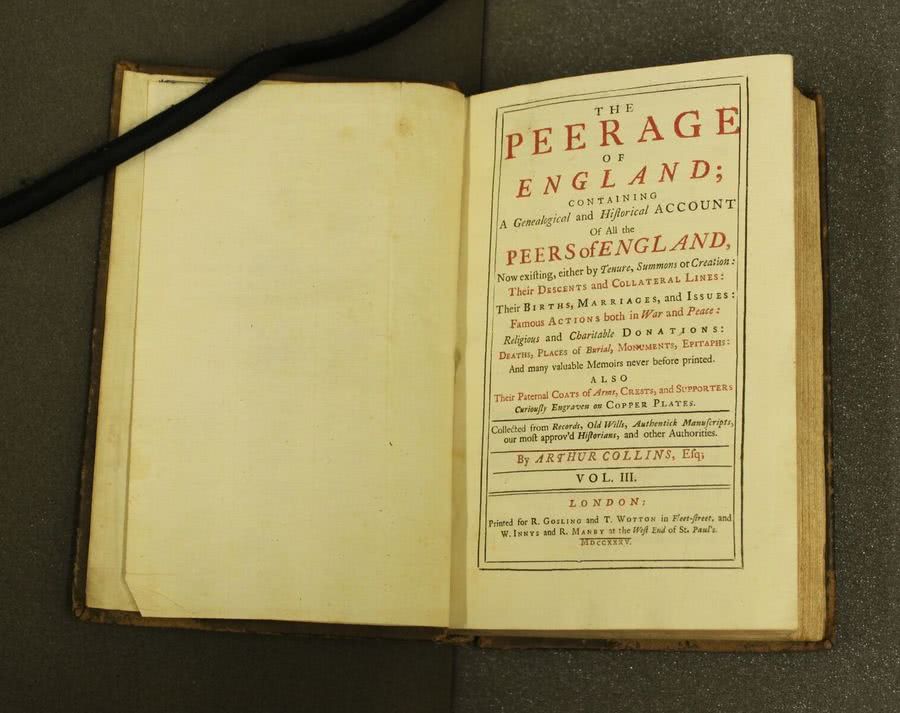 THE
PEERAGE
OF
ENGLAND;
CONTAINING
A Genealogical and Hiſtorical ACCOUNT
Of All the
PEERS of ENGLAND,
Now exiſting, either by Tenure, Summons or Creation:
Their DESCENTS and COLLATERAL LINES:
Their BIRTHS, MARRIAGES, and ISSUES:
Famous ACTIONS both in War and Peace:
Religious and Charitable DONATIONS:
DEATHS, PLACES of Burial, MONUMENTS, EPITAPHS:
And many valuable Memoirs never before printed.
ALSO
Their Paternal COATS of Arms, CRESTS, and SUPPORTERS
Curiouſly Engraven on COPPER PLATES.
Collected from Records, Old Wills, Authentick Manuſcripts,
our moſt approv'd Hiſtorians, and other Authorities.
By ARTHUR COLLINS, Eſq;
VOL. III.
LONDON:
Printed for R. GOSLING and T. WOTTON in Fleet-ſtreet, and
W. INNYS and R. MANBY at the Weſt End of St. Paul's.
MDCCXXXV.